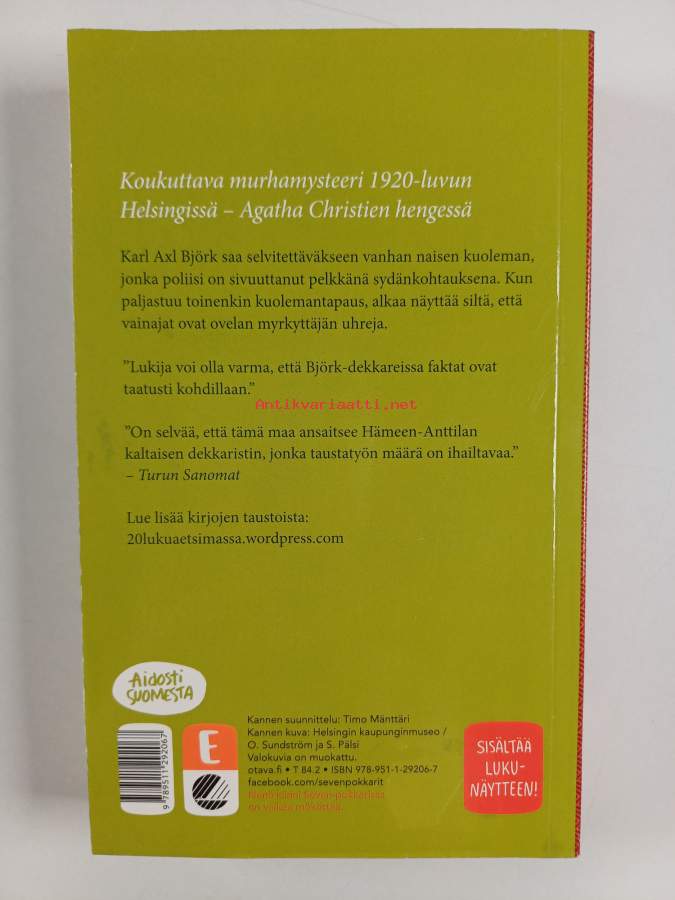 Koukuttava murhamysteeri 1920-luvun
Helsingissä – Agatha Christien hengessä
Karl Axl Björk saa selvitettäväkseen vanhan naisen kuoleman,
jonka poliisi on sivuuttanut pelkkänä sydänkohtauksena. Kun
paljastuu toinenkin kuolemantapaus, alkaa näyttää siltä, että
vainajat ovat ovelan myrkyttäjän uhreja.
”Lukija voi olla varma, että Björk-dekkareissa faktat ovat
taatusti kohdillaan.”
Antikvariaatti.net
”On selvää, että tämä maa ansaitsee Hämeen-Anttilan
kaltaisen dekkaristin, jonka taustatyön määrä on ihailtavaa.”
– Turun Sanomat
Lue lisää kirjojen taustoista:
20lukuaetsimassa.wordpress.com
Aidosti
SUOMESTA
9 789511 292067
E
Kannen suunnittelu: Timo Mänttäri
Kannen kuva: Helsingin kaupunginmuseo /
O. Sundström ja S. Pälsi
Valokuvia on muokattu.
otava.fi • T 84.2 • ISBN 978-951-1-29206-7
facebook.com/sevenpokkarit
on vaikea
SISÄLTÄÄ
LUKU-
NÄYTTEEN!